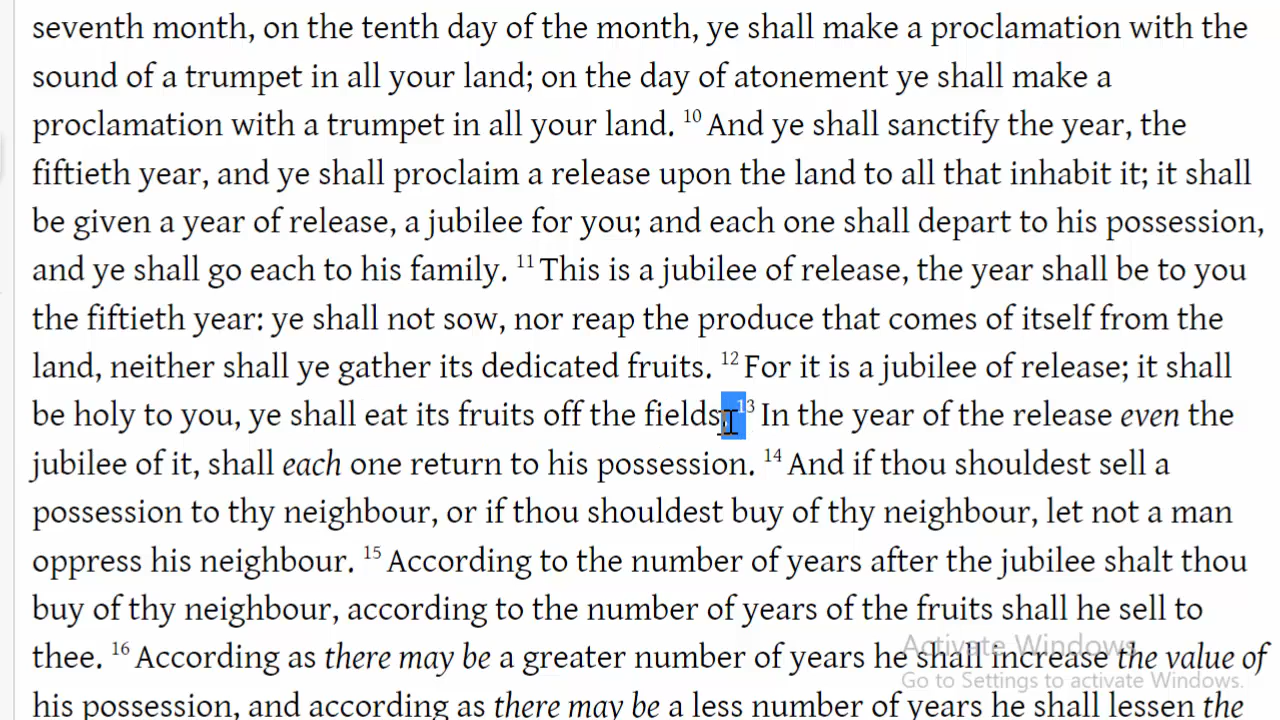 seventh month, on the tenth day of the month, ye shall make a proclamation with the
sound of a trumpet in all your land; on the day of atonement ye shall make a
proclamation with a trumpet in all your land. 10 And ye shall sanctify the year, the
fiftieth year, and ye shall proclaim a release upon the land to all that inhabit it; it shall
be given a year of release, a jubilee for you; and each one shall depart to his possession,
and ye shall go each to his family. 11 This is a jubilee of release, the year shall be to you
the fiftieth year: ye shall not sow, nor reap the produce that comes of itself from the
land, neither shall ye gather its dedicated fruits. 12 For it is a jubilee of release; it shall
be holy to you, ye shall eat its fruits off the fields. 13 In the year of the release even the
jubilee of it, shall each one return to his possession. 14 And if thou shouldest sell a
possession to thy neighbour, or if thou shouldest buy of thy neighbour, let not a man
oppress his neighbour. 15 According to the number of years after the jubilee shalt thou
buy of thy neighbour, according to the number of years of the fruits shall he sell to
thee. 16 According as there may be a greater number of years he shall increase the value of
his possession, and according as there may be a less number of years he shall lessen the
Activate Windows
Go to Settings to activate Windows.